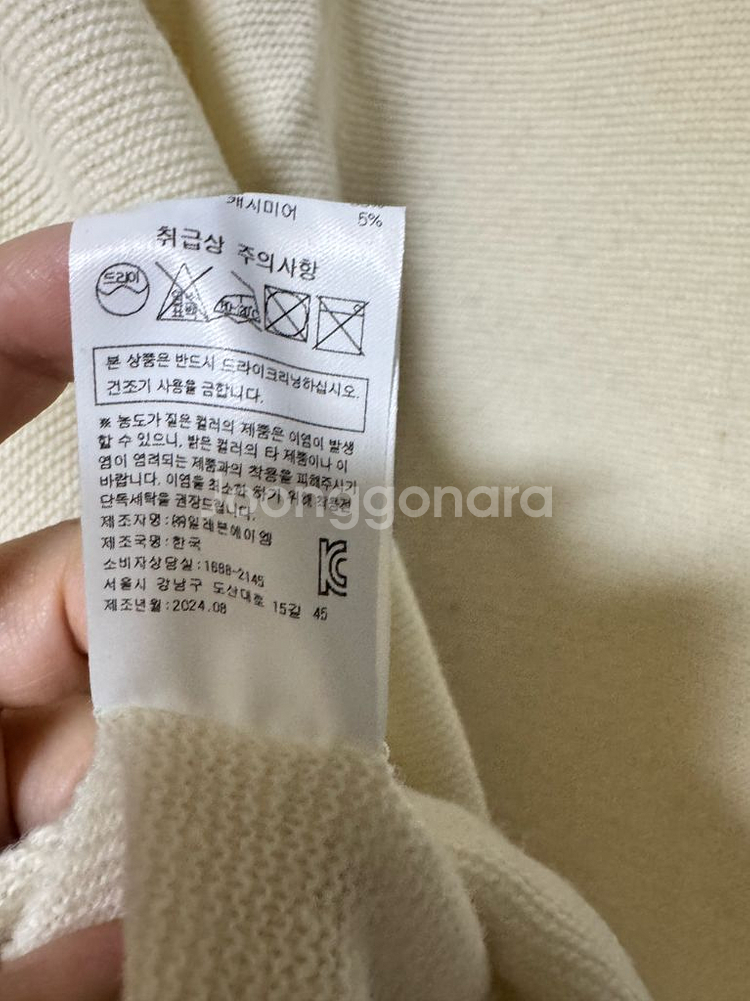 캐시미어 5%
취급상 주의사항
드라이
본 상품은 반드시 드라이크리닝하십시오.
건조기 사용을 금합니다.
※ 농도가 짙은 컬러의 제품은 이염이 발생
할 수 있으니, 밝은 컬러의 타 제품이나 이
염이 염려되는 제품과의 착용을 피해주시기
바랍니다. 이염을 최소화 하기 위해 착용전
단독세탁을 권장드립니다.
제조자명:㈜일레븐에이엠
제조국명:한국
소비자상담실:1688-2145
서울시 강남구 도산대로 15길 45
제조년월:2024.08
joonggonara